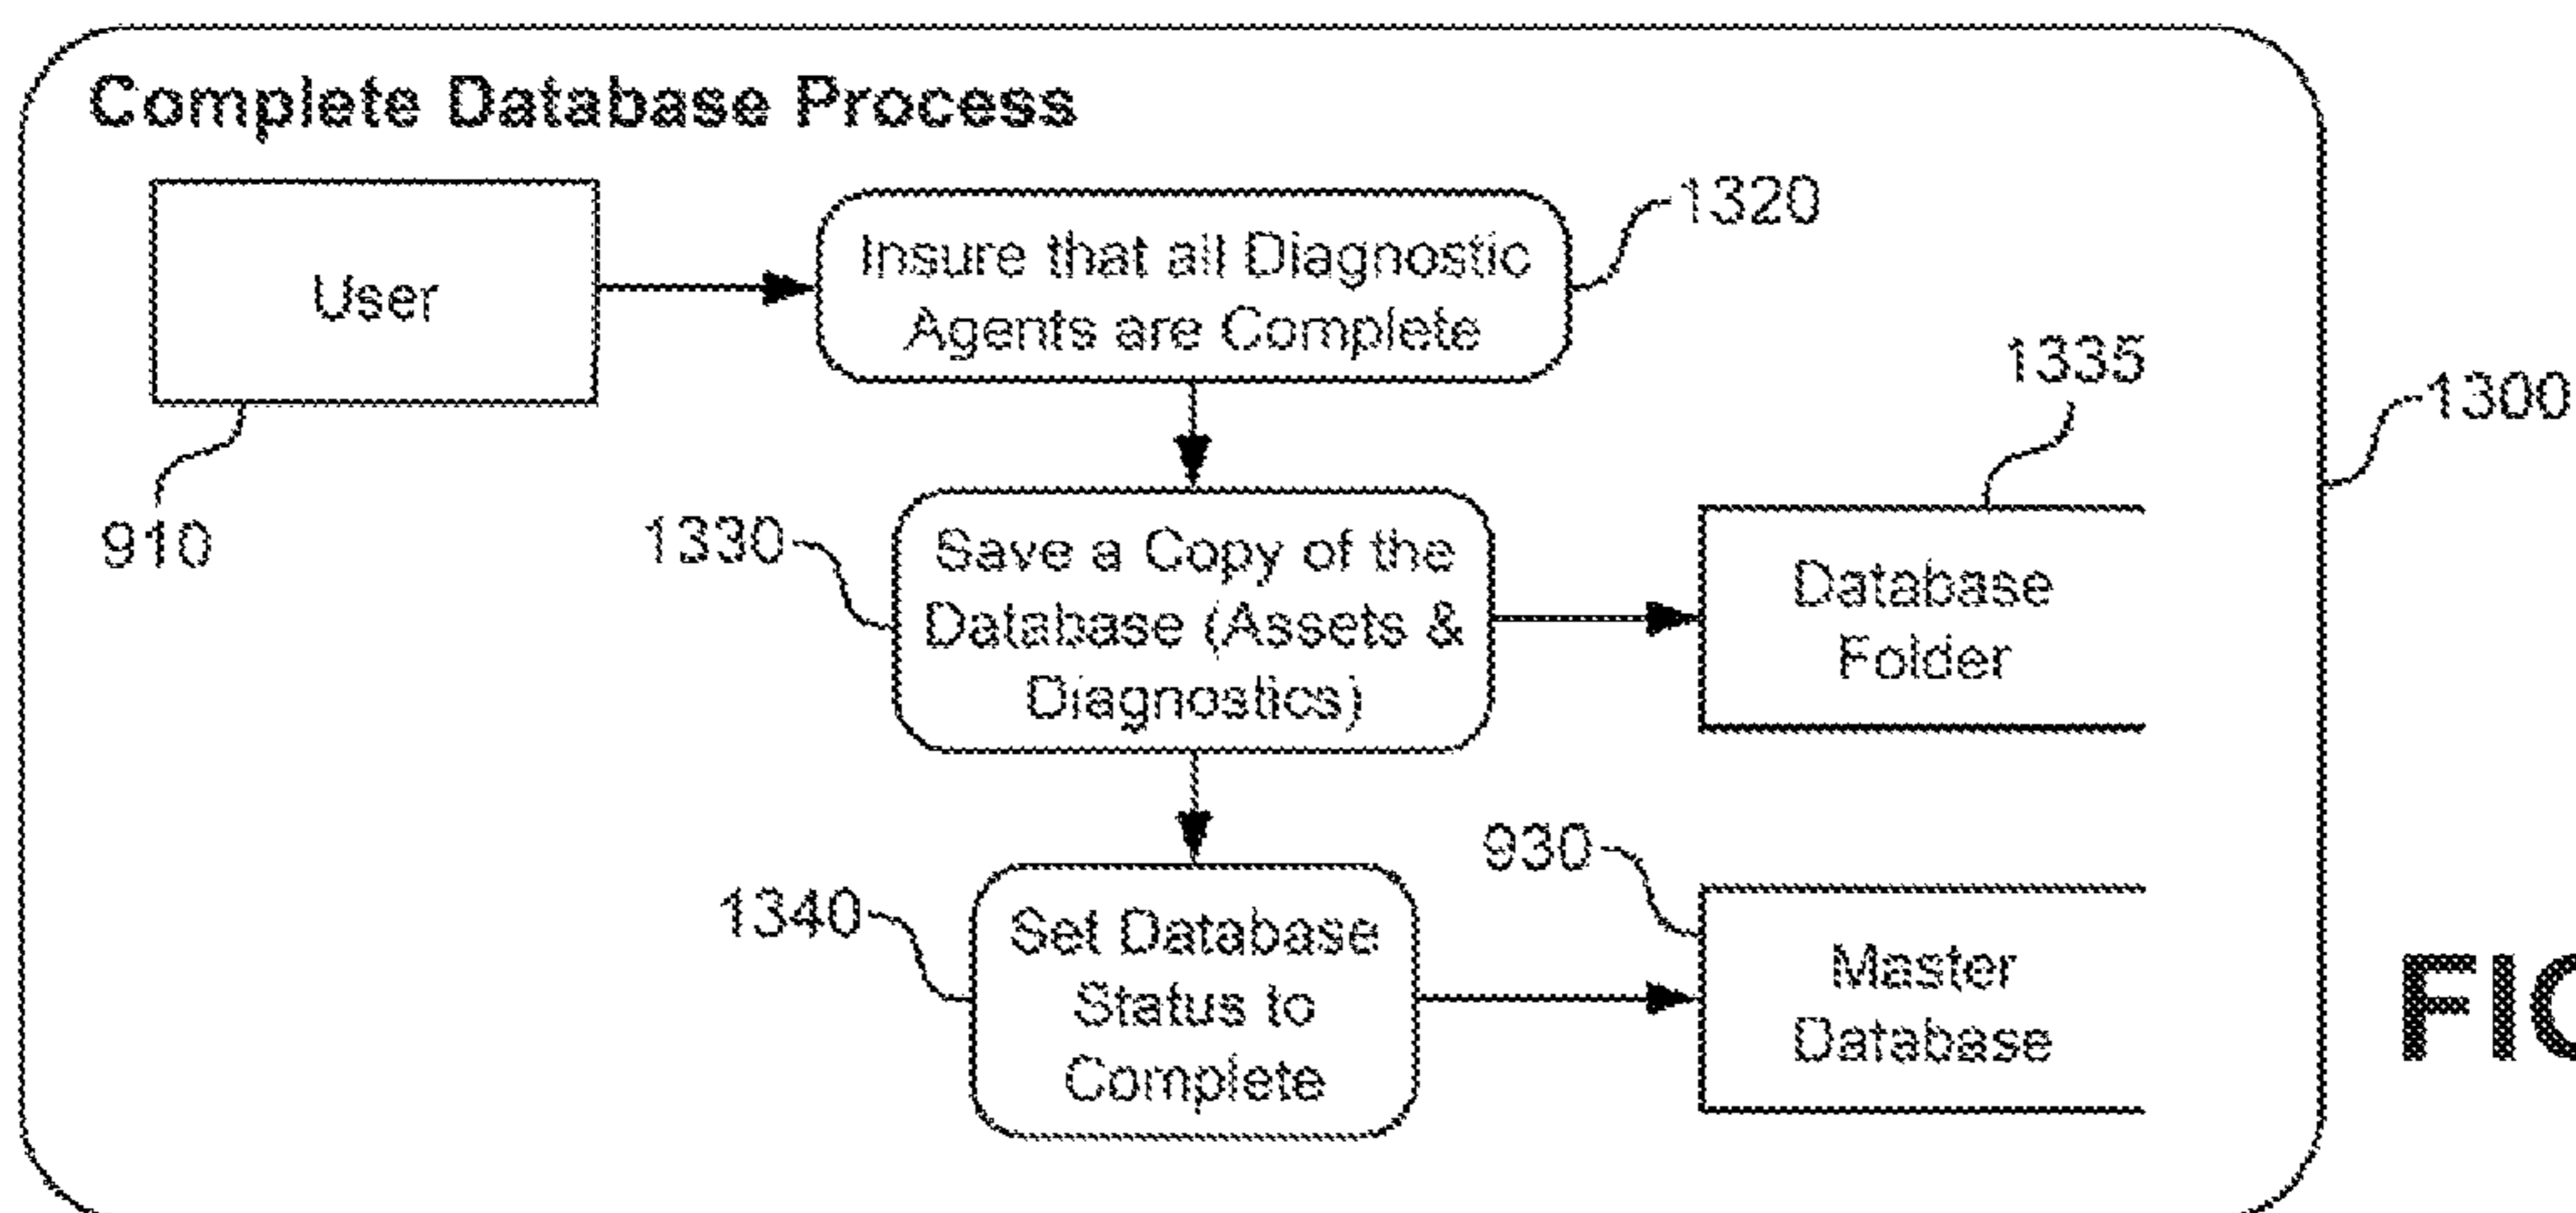 Complete Database Process
User
910
Insure that all Diagnostic
Agents are Complete
1320
1330
Save a Copy of the
Database (Assets &
Diagnostics)
1335
Database
Folder
1300
1340
Set Database
Status to
Complete
930
Master
Database